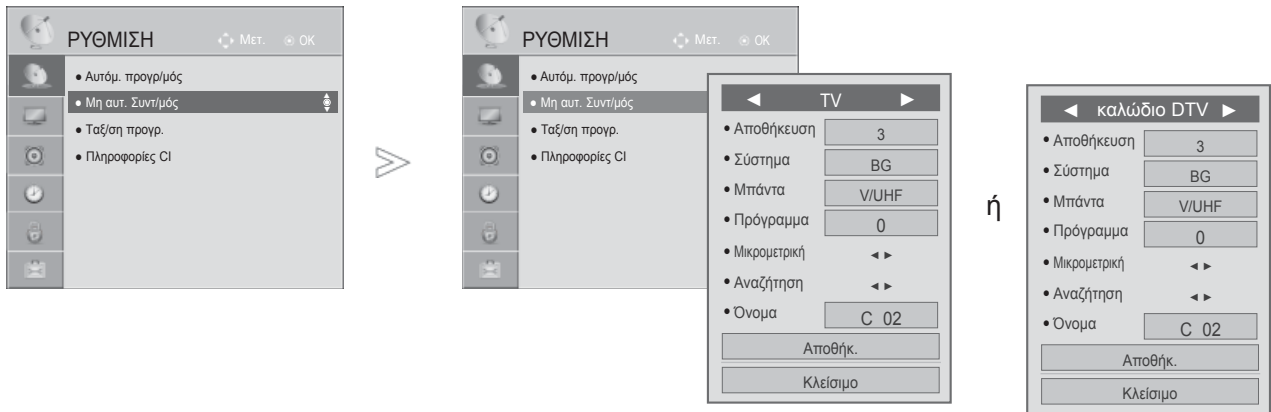 ΡΥΘΜΙΣΗ Μετ. OK
• Αυτόμ. προγρ/μός
• Μη αυτ. Συντ/μός
• Ταξ/ση προγρ.
• Πληροφορίες CI
ΡΥΘΜΙΣΗ Μετ. OK
• Αυτόμ. προγρ/μός
• Μη αυτ. Συντ/μός
• Ταξ/ση προγρ.
• Πληροφορίες CI
◄ TV ►
• Αποθήκευση 3
• Σύστημα BG
• Μπάντα V/UHF
• Πρόγραμμα 0
• Μικρομετρική ◄ ►
• Αναζήτηση ◄ ►
• Όνομα C 02
Αποθήκ.
Κλείσιμο
ή
◄ καλώδιο DTV ►
• Αποθήκευση 3
• Σύστημα BG
• Μπάντα V/UHF
• Πρόγραμμα 0
• Μικρομετρική ◄ ►
• Αναζήτηση ◄ ►
• Όνομα C 02
Αποθήκ.
Κλείσιμο